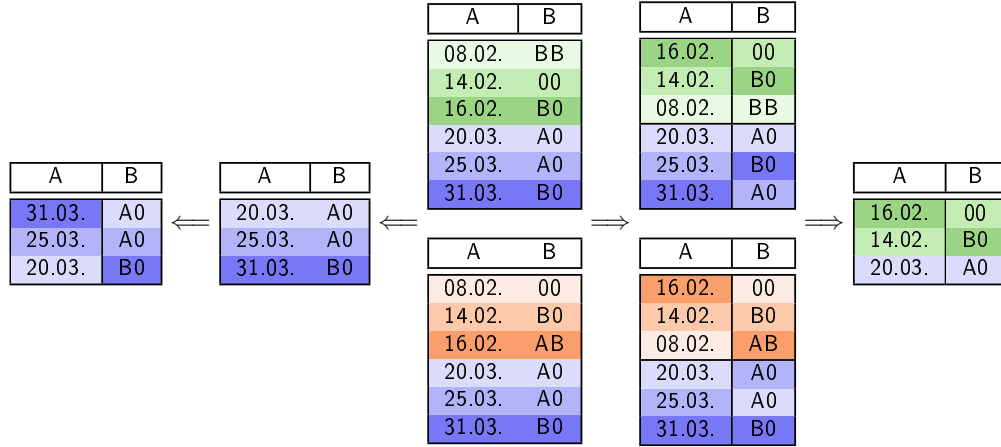 A B
31.03. A0
25.03. A0
20.03. B0
A B
20.03. A0
25.03. A0
31.03. B0
A B
08.02. BB
14.02. 00
16.02. B0
20.03. A0
25.03. A0
31.03. B0
A B
08.02. 00
14.02. B0
16.02. AB
20.03. A0
25.03. A0
31.03. B0
A B
16.02. 00
14.02. B0
08.02. BB
20.03. A0
25.03. B0
31.03. A0
A B
16.02. 00
14.02. B0
08.02. AB
20.03. A0
25.03. A0
31.03. B0
A B
16.02. 00
14.02. B0
20.03. A0